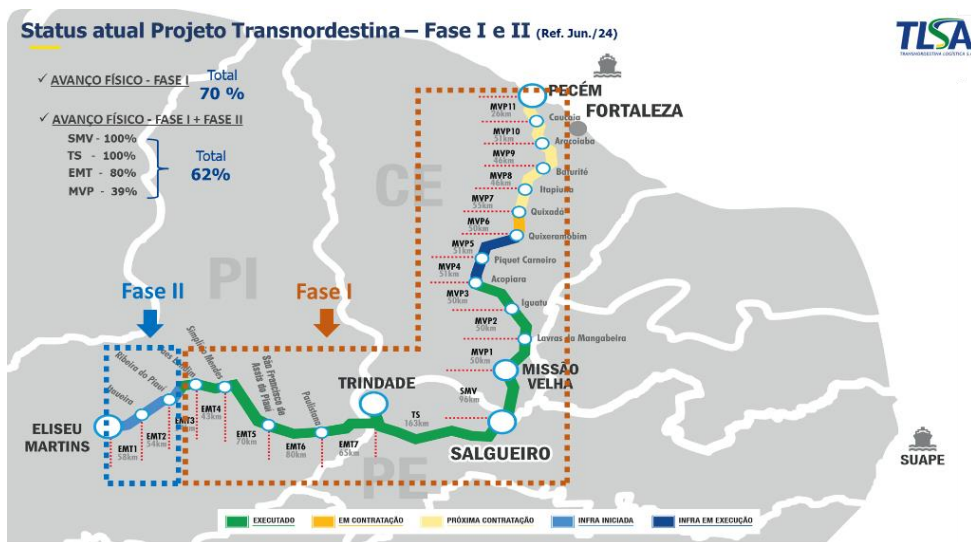 Status atual Projeto Transnordestina – Fase I e II (Ref. Jun./24)
TLSA
TRANSNORDESTINA LOGÍSTICA S.A
✓ AVANÇO FÍSICO - FASE I
Total
70 %
✓ AVANÇO FÍSICO - FASE I + FASE II
SMV - 100%
TS - 100%
EMT - 80%
MVP - 39%
Total
62%
PECÉM
FORTALEZA
MVP11
26km
Caucaia
MVP10
51km
Aracoiaba
MVP9
46km
Baturité
MVP8
46km
Itapiuna
MVP7
55km
Quixadá
MVP6
50km
Quixeramobim
MVP5
51km
Piquet Carneiro
MVP4
51km
Acopiara
MVP3
50km
Iguatu
MVP2
50km
Lavras da Mangabeira
MVP1
50km
MISSÃO
VELHA
SMV
96km
CE
PI
PE
Fase II
Fase I
Simplício Mendes
Ribeira do Piauí
Itaueira
São Francisco de
Assis do Piauí
Paulistana
TRINDADE
ELISEU
MARTINS
EMT1
58km
EMT2
54km
EMT3
EMT4
43km
EMT5
70km
EMT6
80km
EMT7
65km
TS
163km
SALGUEIRO
SUAPE
EXECUTADO
EM CONTRATAÇÃO
PRÓXIMA CONTRATAÇÃO
INFRA INICIADA
INFRA EM EXECUÇÃO